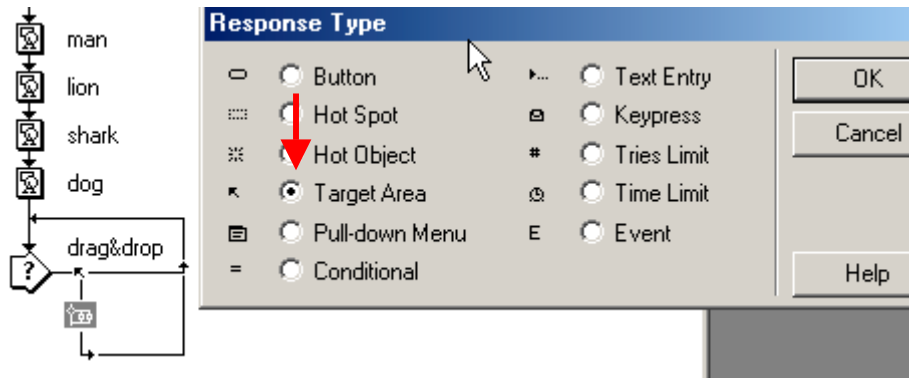 man
lion
shark
dog
drag&drop
?
Response Type
Button
Hot Spot
Hot Object
Target Area
Pull-down Menu
= Conditional
Text Entry
Keypress
# Tries Limit
Time Limit
E Event
OK
Cancel
Help